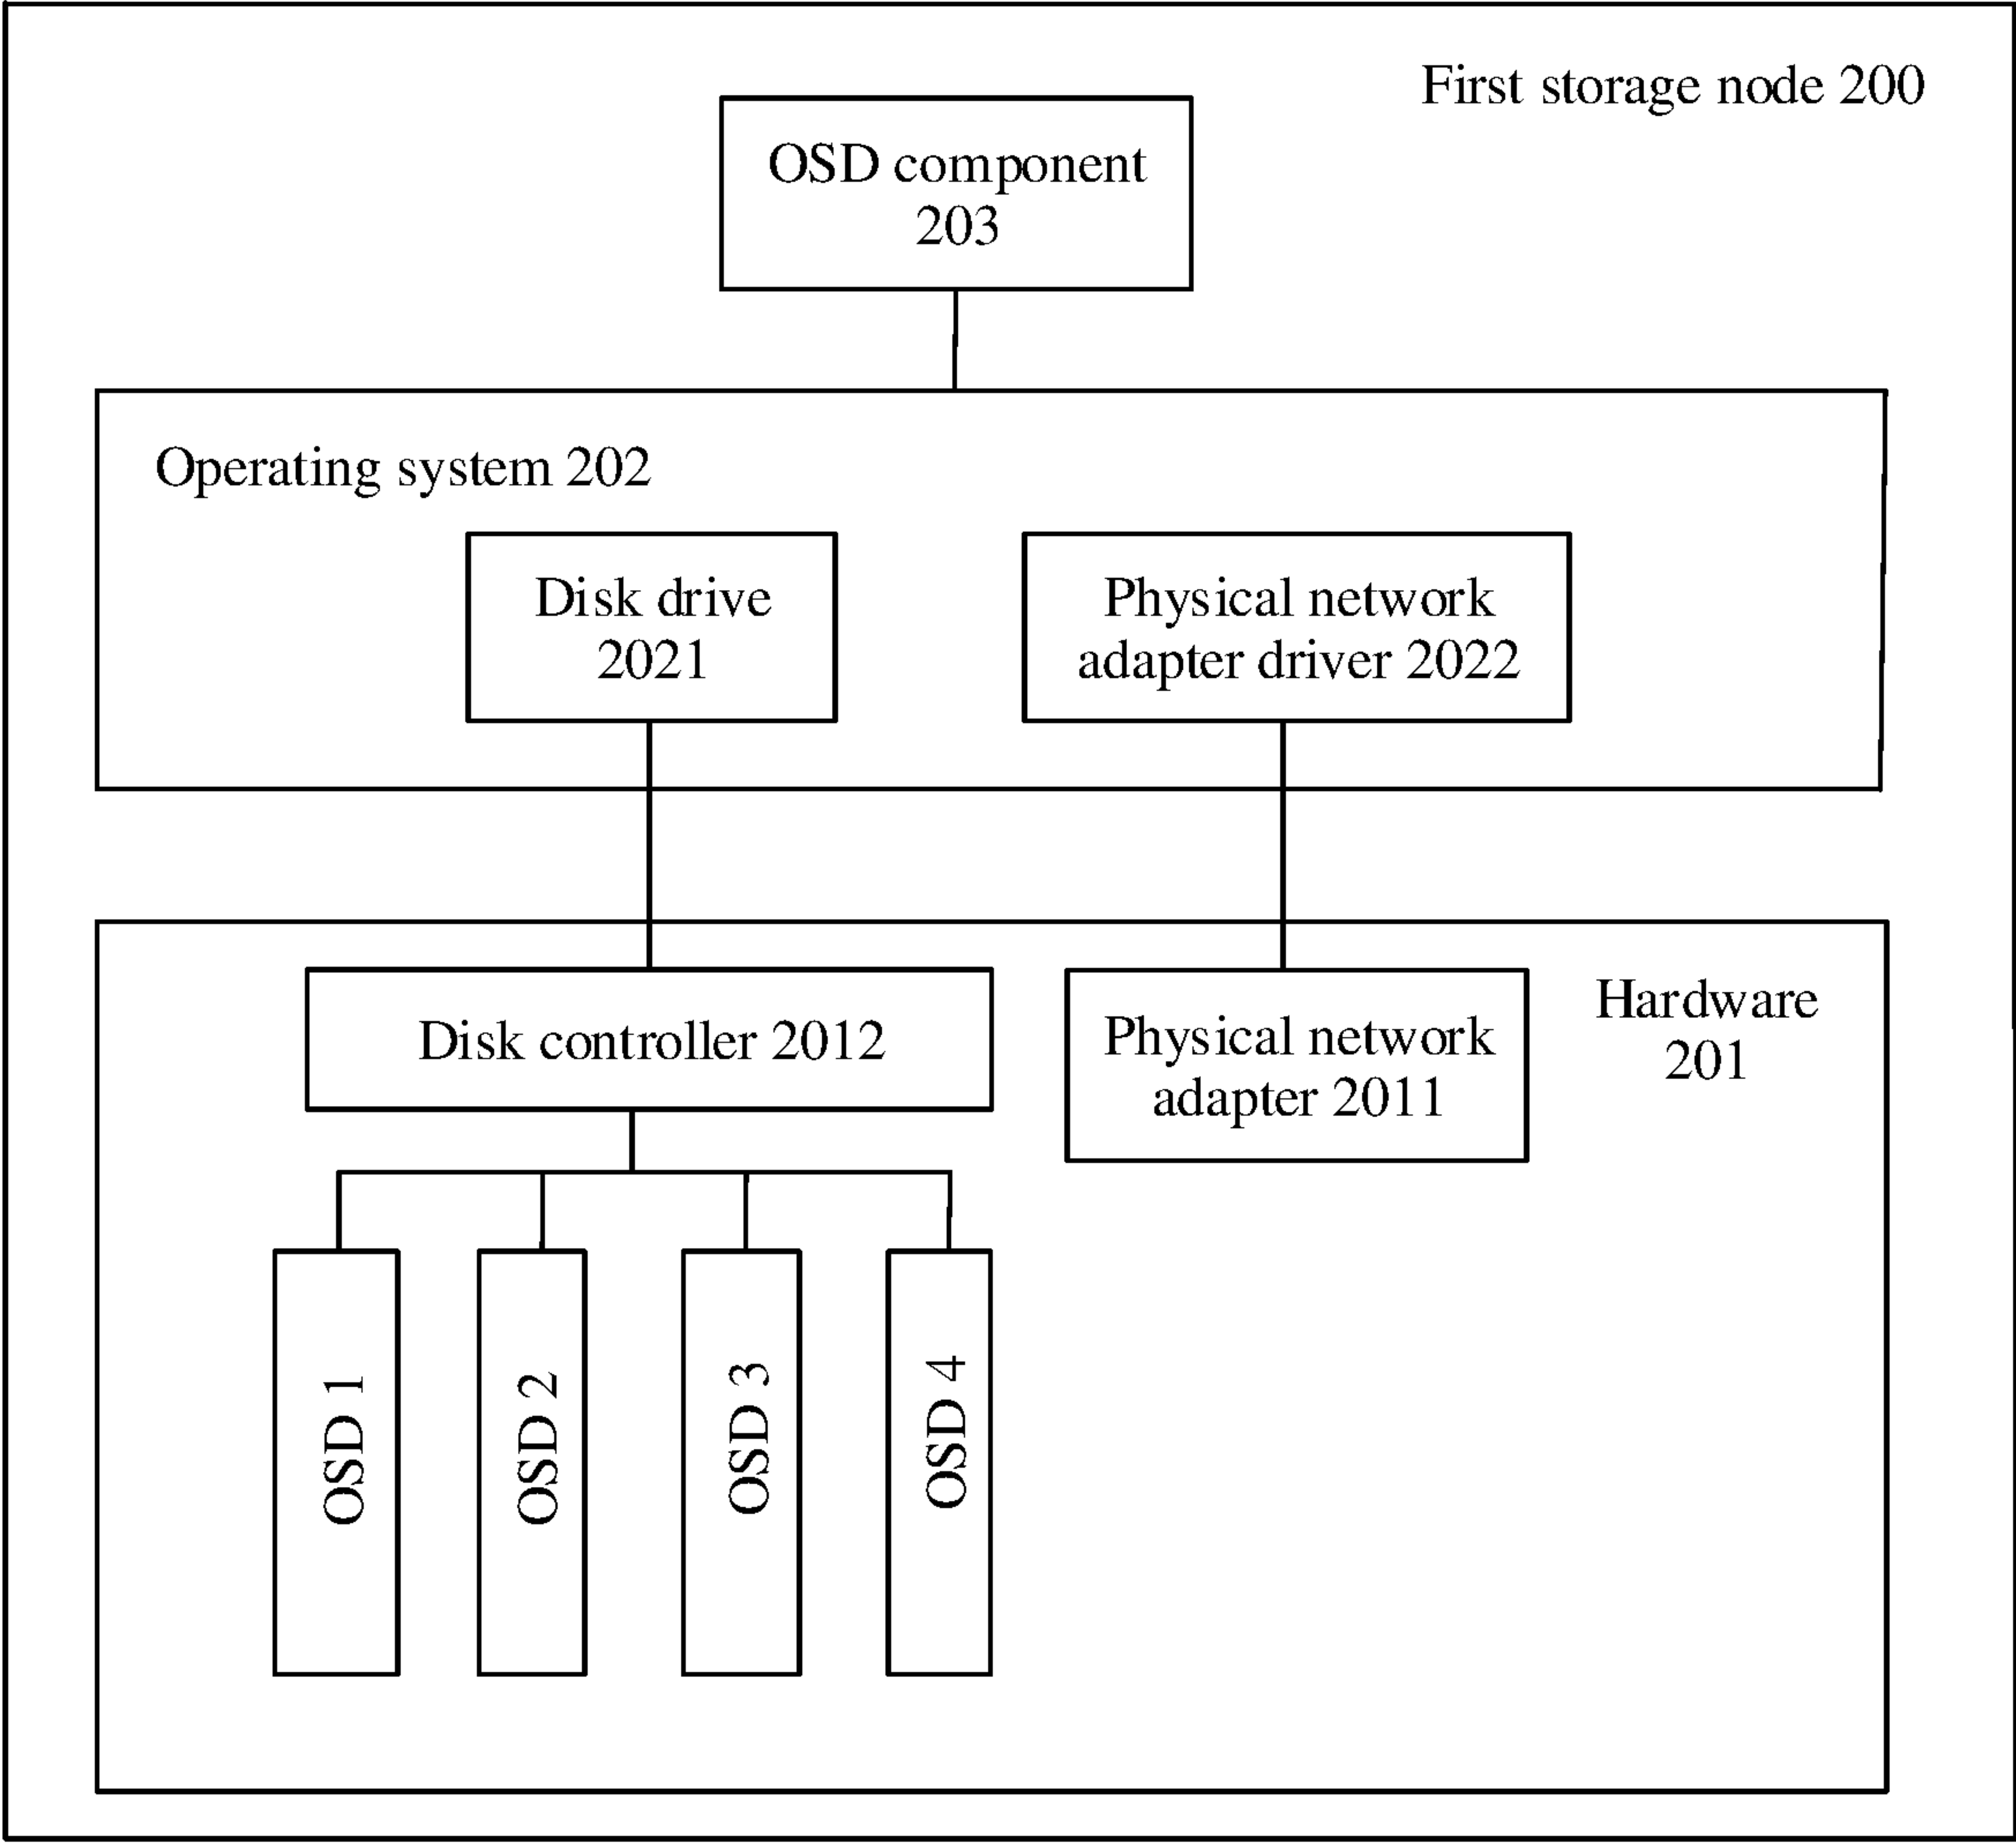 First storage node 200
OSD component
203
Operating system 202
Disk drive
2021
Physical network
adapter driver 2022
Disk controller 2012
Physical network
adapter 2011
Hardware
201
OSD 1
OSD 2
OSD 3
OSD 4